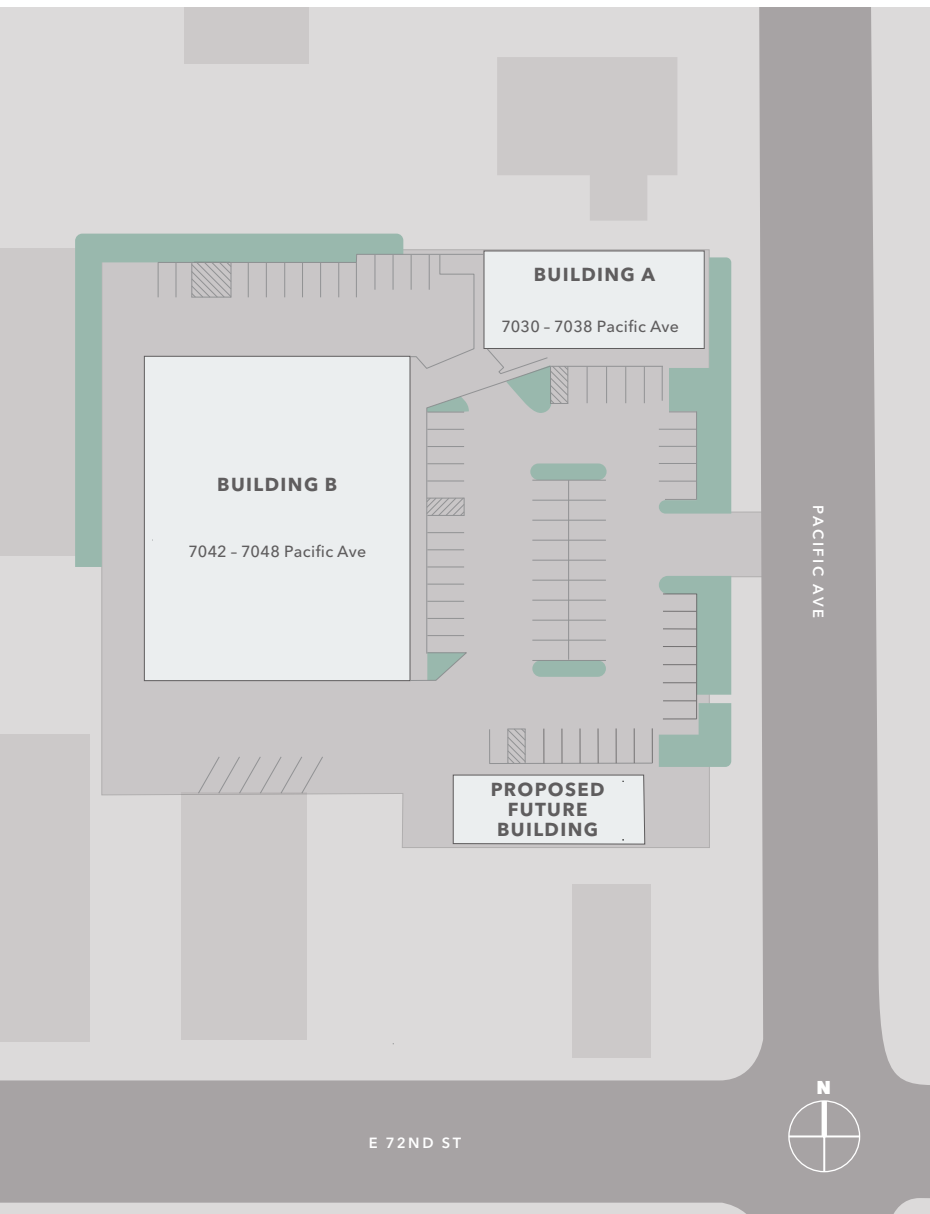 BUILDING A
7030 – 7038 Pacific Ave
BUILDING B
7042 – 7048 Pacific Ave
PACIFIC AVE
PROPOSED
FUTURE
BUILDING
N
E 72ND ST